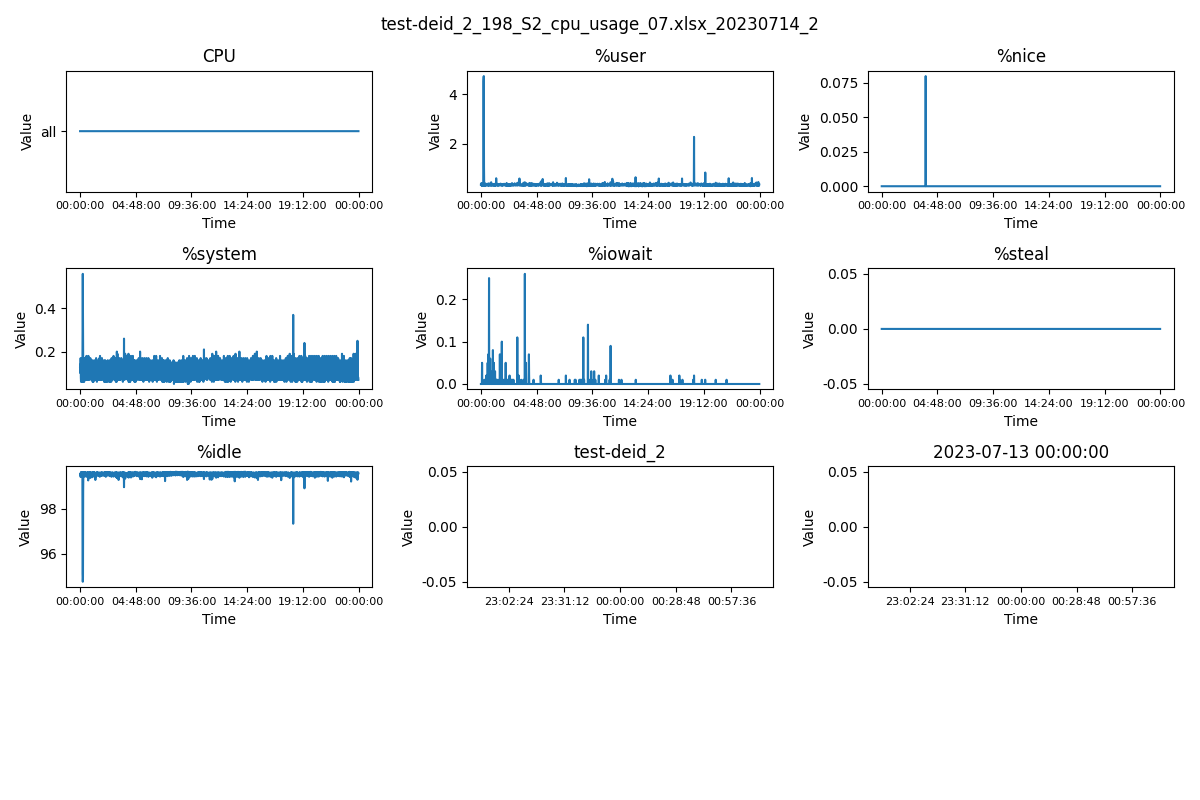 test-deid_2_198_S2_cpu_usage_07.xlsx_20230714_2
CPU
Value
all
00:00:00 04:48:00 09:36:00 14:24:00 19:12:00 00:00:00
Time
%user
Value
4
2
00:00:00 04:48:00 09:36:00 14:24:00 19:12:00 00:00:00
Time
%nice
Value
0.075
0.050
0.025
0.000
00:00:00 04:48:00 09:36:00 14:24:00 19:12:00 00:00:00
Time
%system
Value
0.4
0.2
00:00:00 04:48:00 09:36:00 14:24:00 19:12:00 00:00:00
Time
%iowait
Value
0.2
0.1
0.0
00:00:00 04:48:00 09:36:00 14:24:00 19:12:00 00:00:00
Time
%steal
Value
0.05
0.00
-0.05
00:00:00 04:48:00 09:36:00 14:24:00 19:12:00 00:00:00
Time
%idle
Value
98
96
00:00:00 04:48:00 09:36:00 14:24:00 19:12:00 00:00:00
Time
test-deid_2
Value
0.05
0.00
-0.05
23:02:24 23:31:12 00:00:00 00:28:48 00:57:36
Time
2023-07-13 00:00:00
Value
0.05
0.00
-0.05
23:02:24 23:31:12 00:00:00 00:28:48 00:57:36
Time